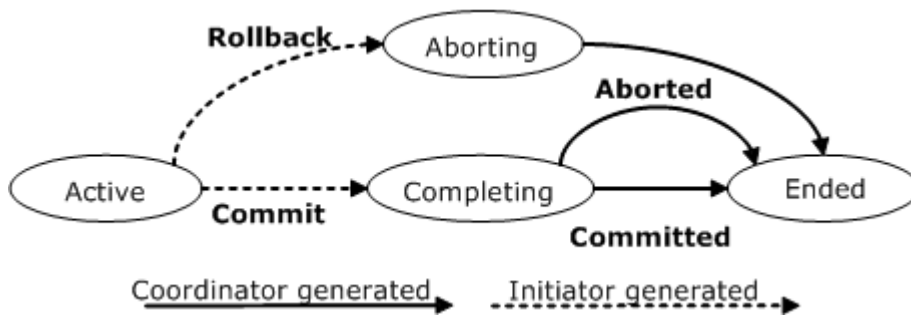 Rollback
Aborting
Aborted
Active
Completing
Ended
Commit
Committed
Coordinator generated
Initiator generated